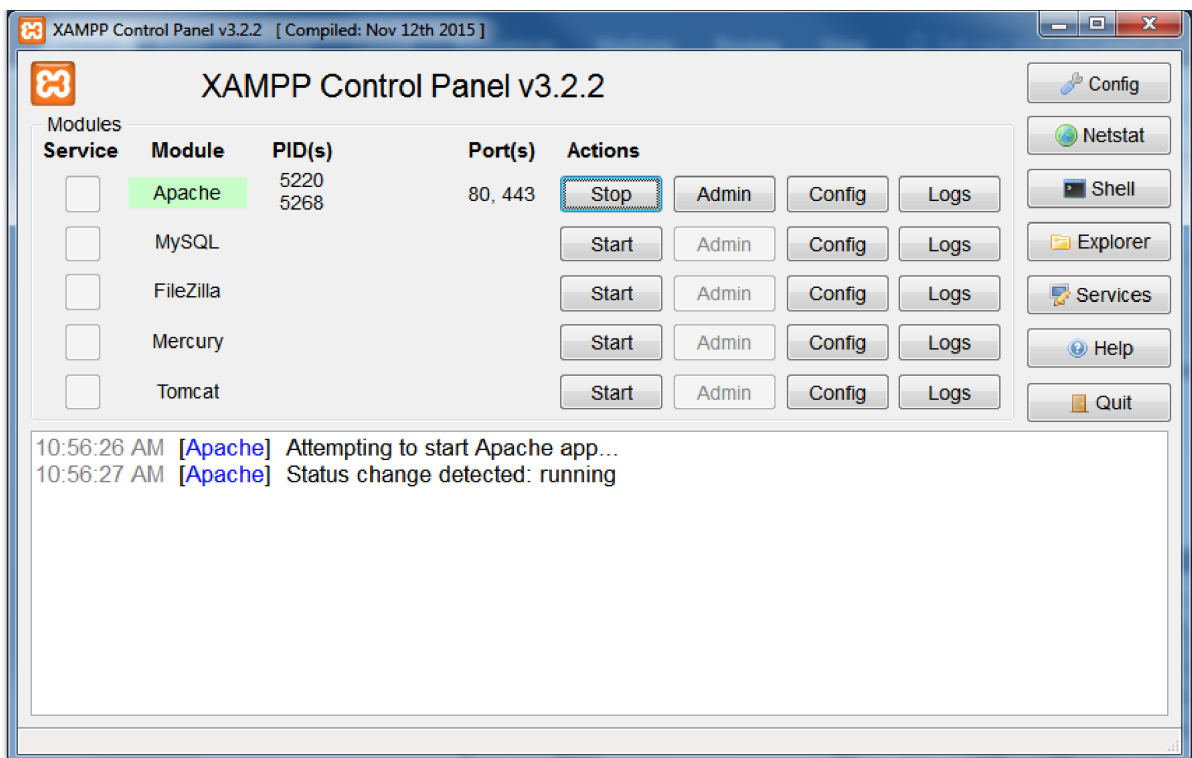 XAMPP Control Panel v3.2.2 [ Compiled: Nov 12th 2015 ]
XAMPP Control Panel v3.2.2
Config
Modules
Netstat
Service Module PID(s) Port(s) Actions
Apache 5220 5268 80, 443 Stop Admin Config Logs
Shell
MySQL Start Admin Config Logs
Explorer
FileZilla Start Admin Config Logs
Services
Mercury Start Admin Config Logs
Help
Tomcat Start Admin Config Logs
Quit
10:56:26 AM [Apache] Attempting to start Apache app...
10:56:27 AM [Apache] Status change detected: running